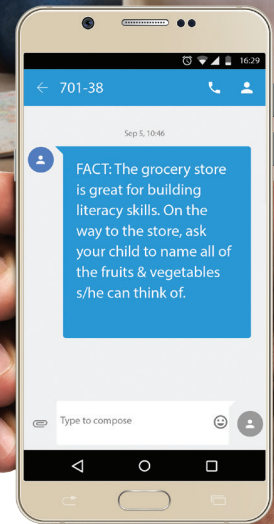 16:29
701-38
Sep 5, 10:46
FACT: The grocery store
is great for building
literacy skills. On the
way to the store, ask
your child to name all of
the fruits & vegetables
s/he can think of.
Type to compose